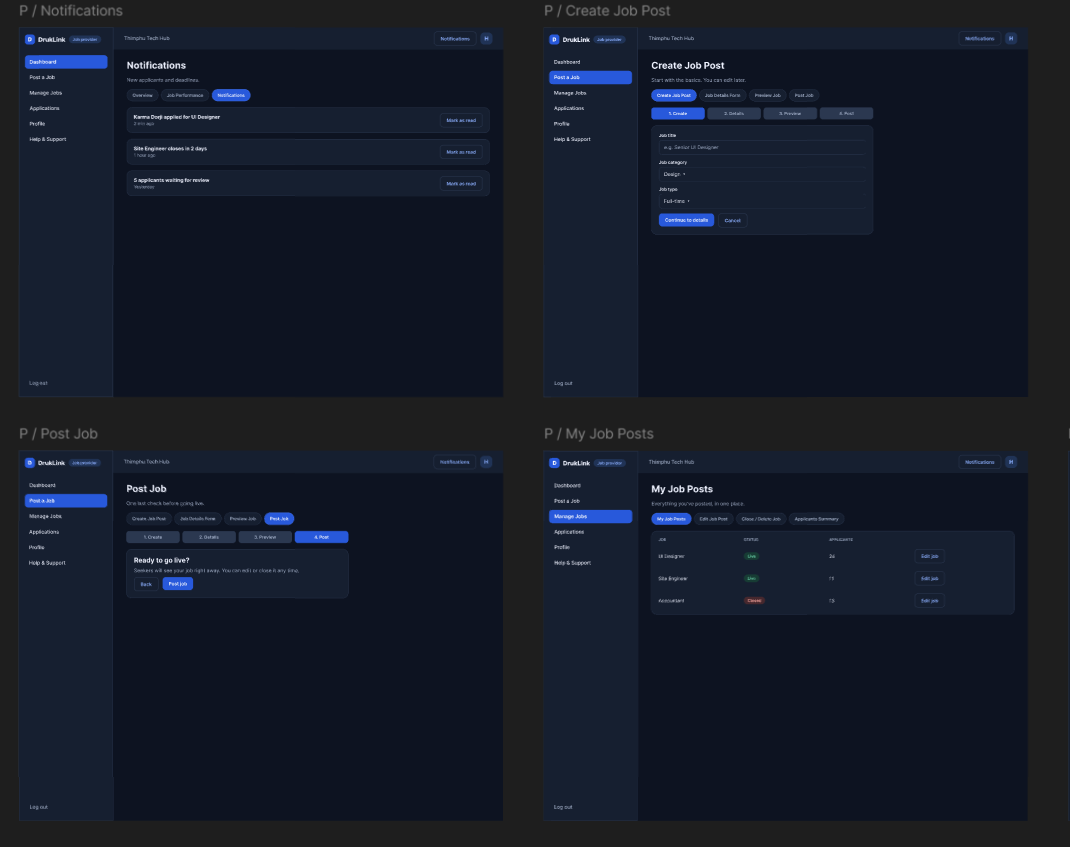 P / Notifications
D DrukLink Job provider
Thimphu Tech Hub
Notifications
H
Dashboard
Post a Job
Manage Jobs
Applications
Profile
Help & Support
Log out
Notifications
New applicants and deadlines.
Overview
Job Performance
Notifications
Karma Dorji applied for UI Designer
2 min ago
Mark as read
Site Engineer closes in 2 days
1 hour ago
Mark as read
5 applicants waiting for review
Yesterday
Mark as read
P / Create Job Post
D DrukLink Job provider
Thimphu Tech Hub
Notifications
H
Dashboard
Post a Job
Manage Jobs
Applications
Profile
Help & Support
Log out
Create Job Post
Start with the basics. You can edit later.
Create Job Post
Job Details Form
Preview Job
Post Job
1. Create
2. Details
3. Preview
4. Post
Job title
e.g. Senior UI Designer
Job category
Design
Job type
Full-time
Continue to details
Cancel
P / Post Job
D DrukLink Job provider
Thimphu Tech Hub
Notifications
H
Dashboard
Post a Job
Manage Jobs
Applications
Profile
Help & Support
Log out
Post Job
One last check before going live.
Create Job Post
Job Details Form
Preview Job
Post Job
1. Create
2. Details
3. Preview
4. Post
Ready to go live?
Seekers will see your job right away. You can edit or close it any time.
Back
Post job
P / My Job Posts
D DrukLink Job provider
Thimphu Tech Hub
Notifications
H
Dashboard
Post a Job
Manage Jobs
Applications
Profile
Help & Support
Log out
My Job Posts
Everything you've posted, in one place.
My Job Posts
Edit Job Post
Close / Delete Job
Applicants Summary
JOB
STATUS
APPLICANTS
UI Designer
Live
Edit job
Site Engineer
Live
Edit job
Accountant
Closed
Edit job